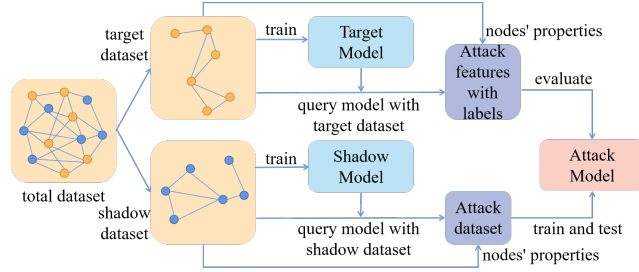 target
dataset
train
Target
Model
nodes' properties
Attack
features
with
labels
evaluate
query model with
target dataset
total dataset
shadow
dataset
train
Shadow
Model
Attack
Model
query model with
shadow dataset
Attack
dataset
train and test
nodes' properties